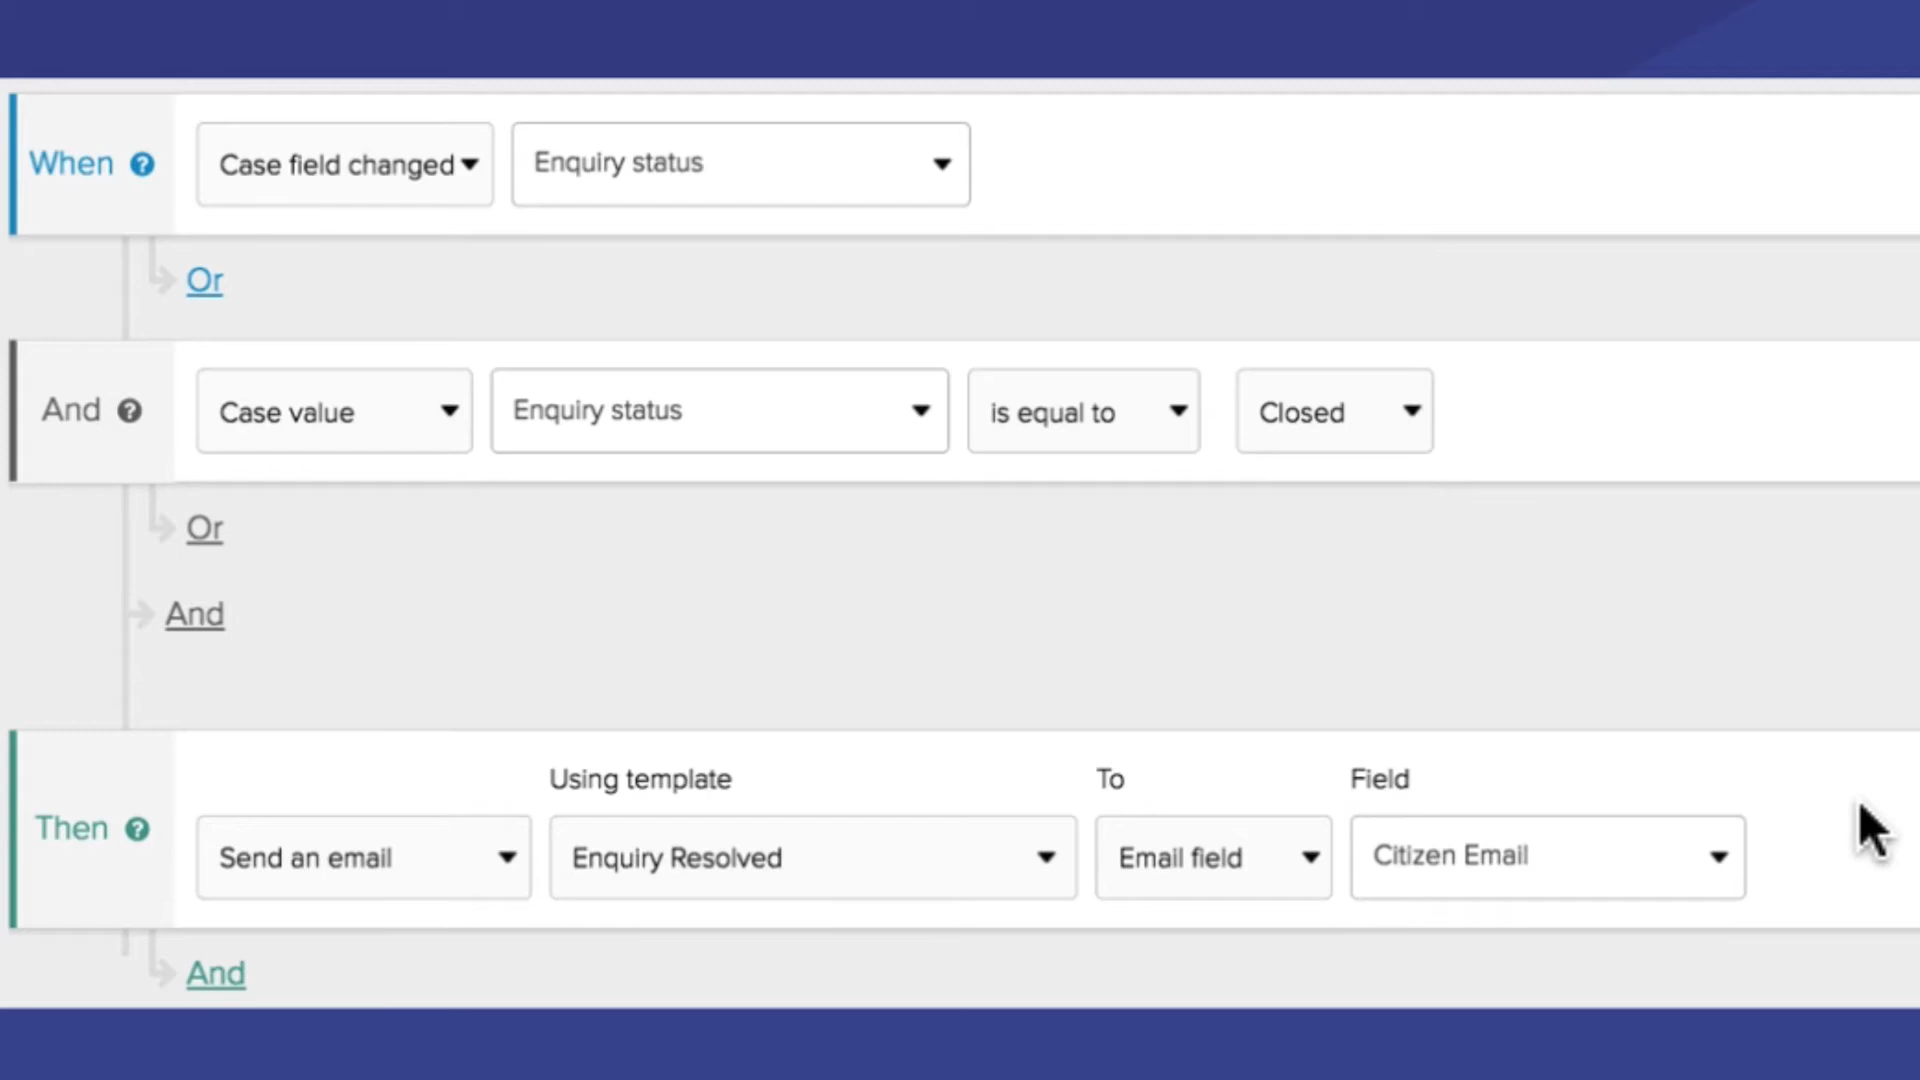 When ? Case field changed Enquiry status
Or
And ? Case value Enquiry status is equal to Closed
Or
And
Using template To Field
Then ? Send an email Enquiry Resolved Email field Citizen Email
And